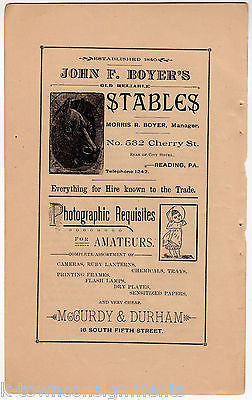 ESTABLISHED 1840
JOHN F. BOYER'S
OLD RELIABLE
STABLES
MORRIS R. BOYER, Manager,
No. 532 Cherry St.
REAR OF CITY HOTEL,
READING, PA.
Telephone 1242.
Everything for Hire known to the Trade.
Photographic Requisites
FOR AMATEURS.
COMPLETE ASSORTMENT OF
CAMERAS, RUBY LANTERNS,
CHEMICALS, TRAYS,
PRINTING FRAMES,
FLASH LAMPS,
DRY PLATES,
SENSITIZED PAPERS,
AND VERY CHEAP.
McCURDY & DURHAM
16 SOUTH FIFTH STREET.